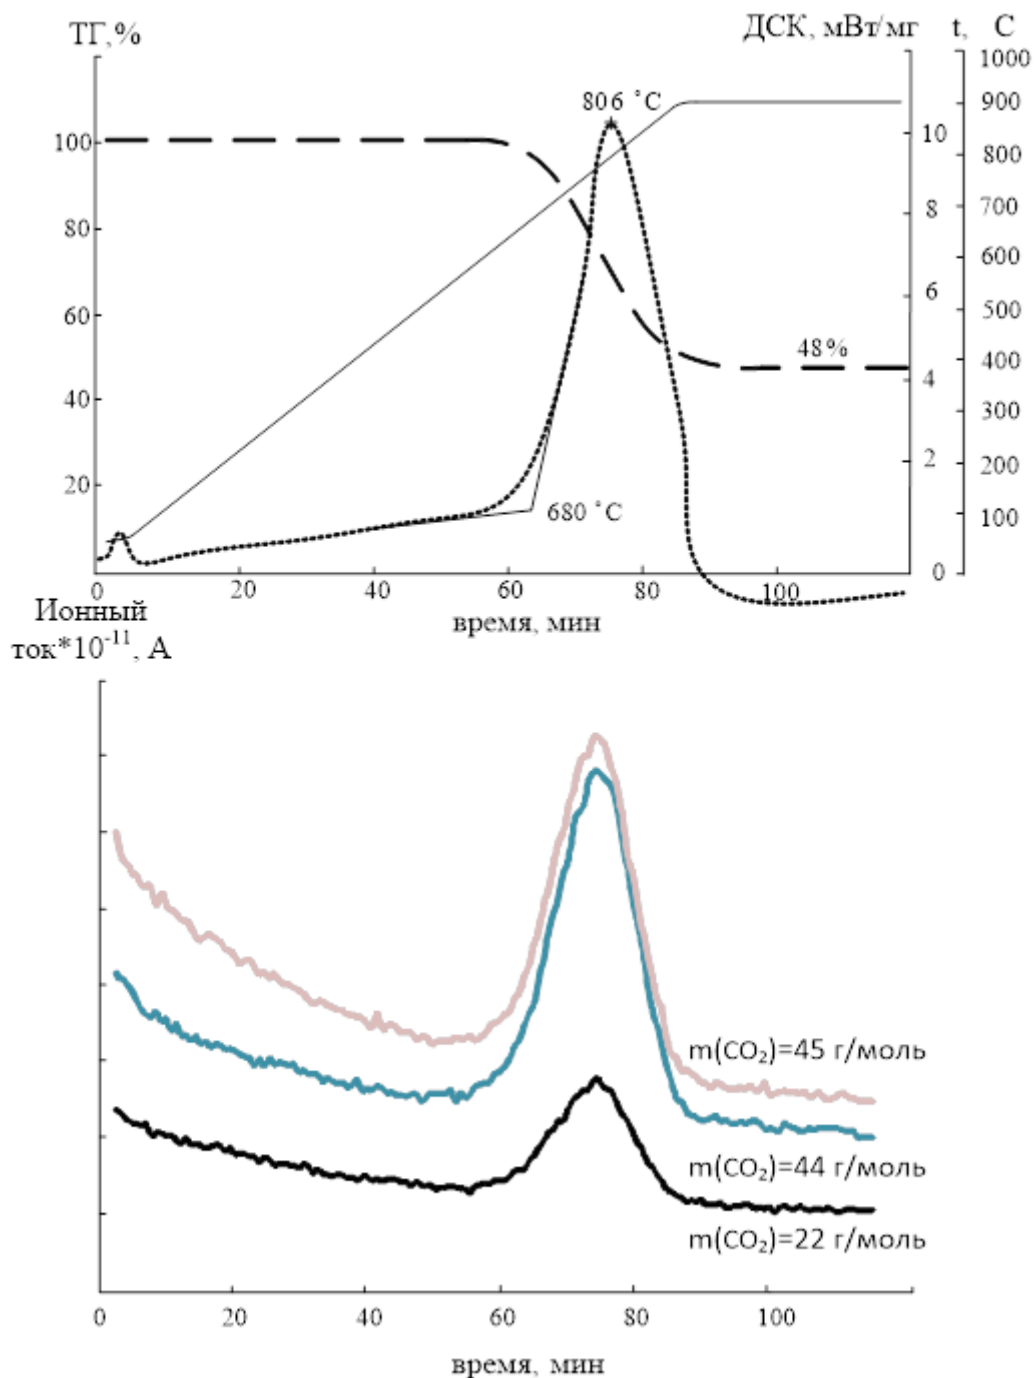 ТГ,%
ДСК, мВт/мг
t, С
1000
900
800
700
600
500
400
300
200
100
10
8
6
4
2
0
100
80
60
40
20
806 °C
48%
680 °C
0
20
40
60
80
100
время, мин
Ионный
ток*10⁻¹¹, А
m(CO₂)=45 г/моль
m(CO₂)=44 г/моль
m(CO₂)=22 г/моль
0
20
40
60
80
100
время, мин